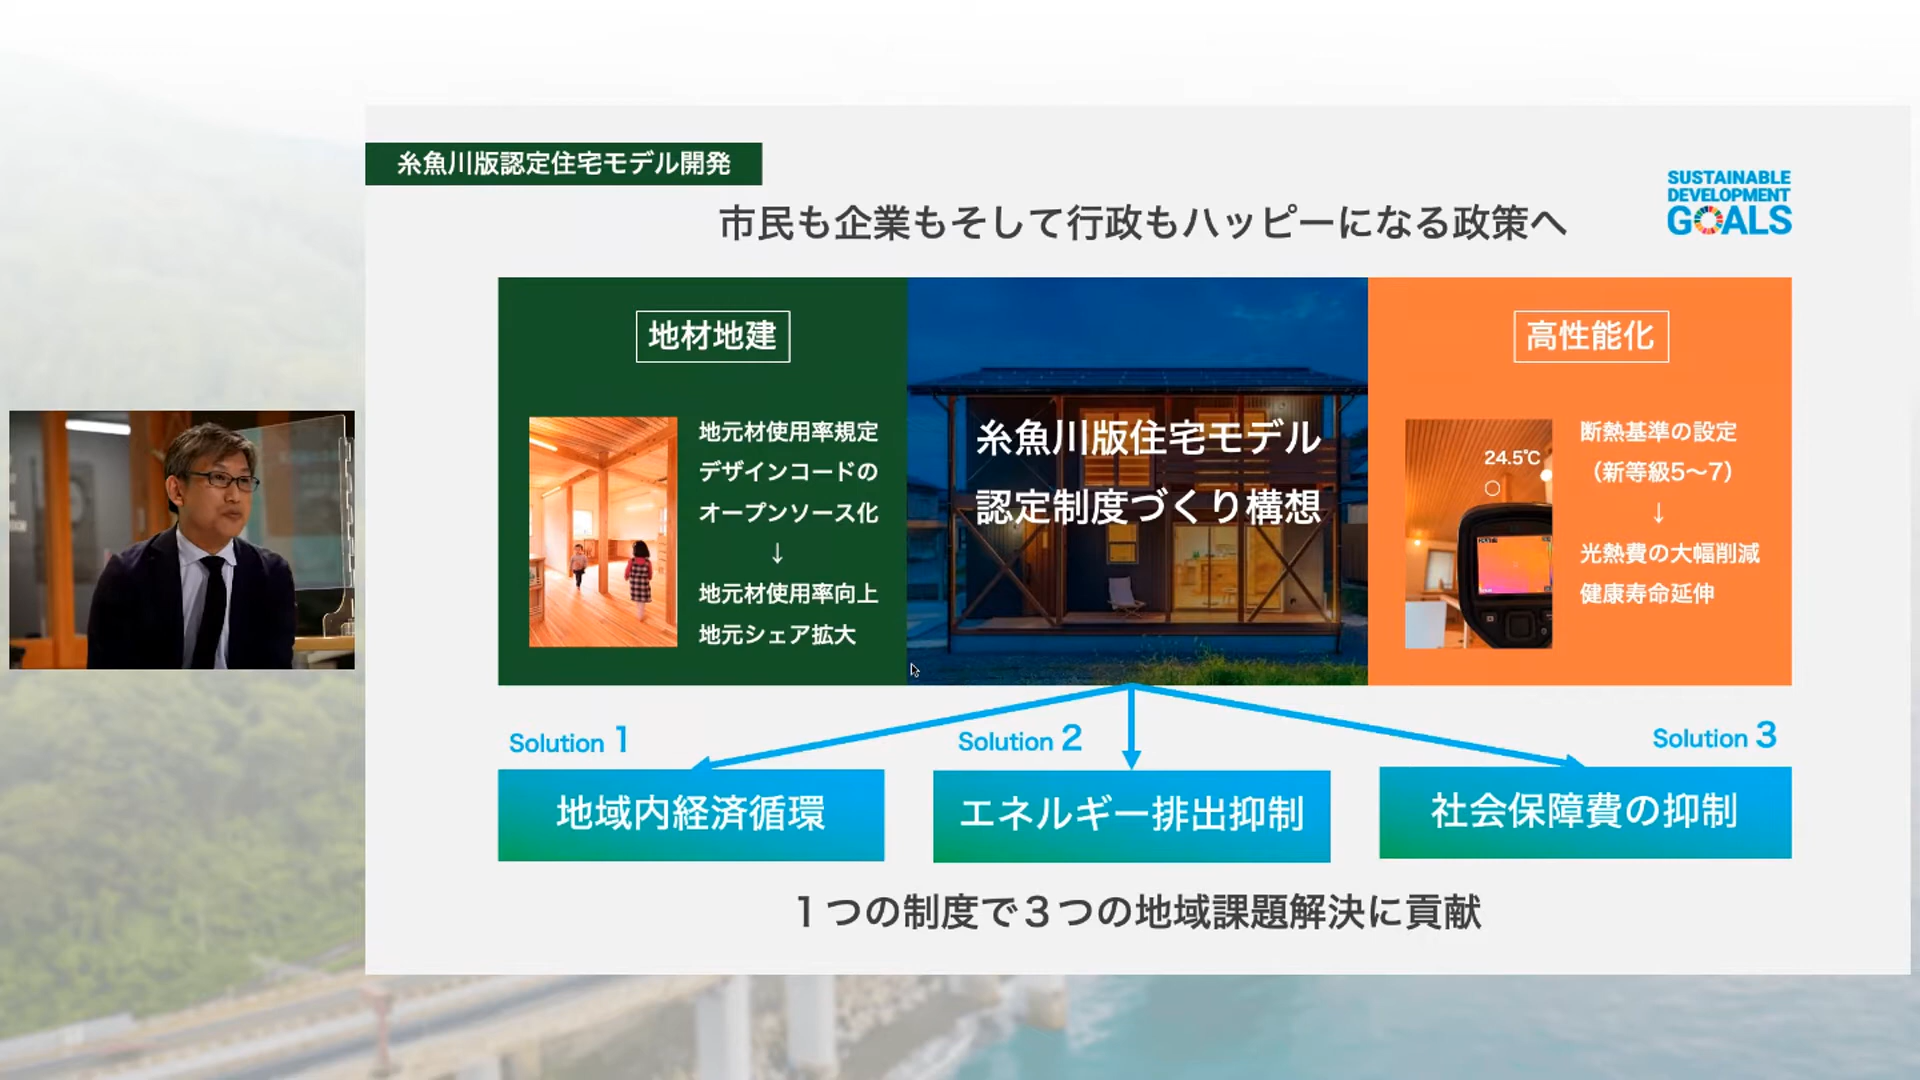 糸魚川版認定住宅モデル開発
市民も企業もそして行政もハッピーになる政策へ
SUSTAINABLE
DEVELOPMENT
GOALS
地材地建
地元材使用率規定
デザインコードの
オープンソース化
↓
地元材使用率向上
地元シェア拡大
糸魚川版住宅モデル
認定制度づくり構想
高性能化
24.5℃
断熱基準の設定
（新等級5〜7）
↓
光熱費の大幅削減
健康寿命延伸
Solution 1
地域内経済循環
Solution 2
エネルギー排出抑制
Solution 3
社会保障費の抑制
１つの制度で３つの地域課題解決に貢献